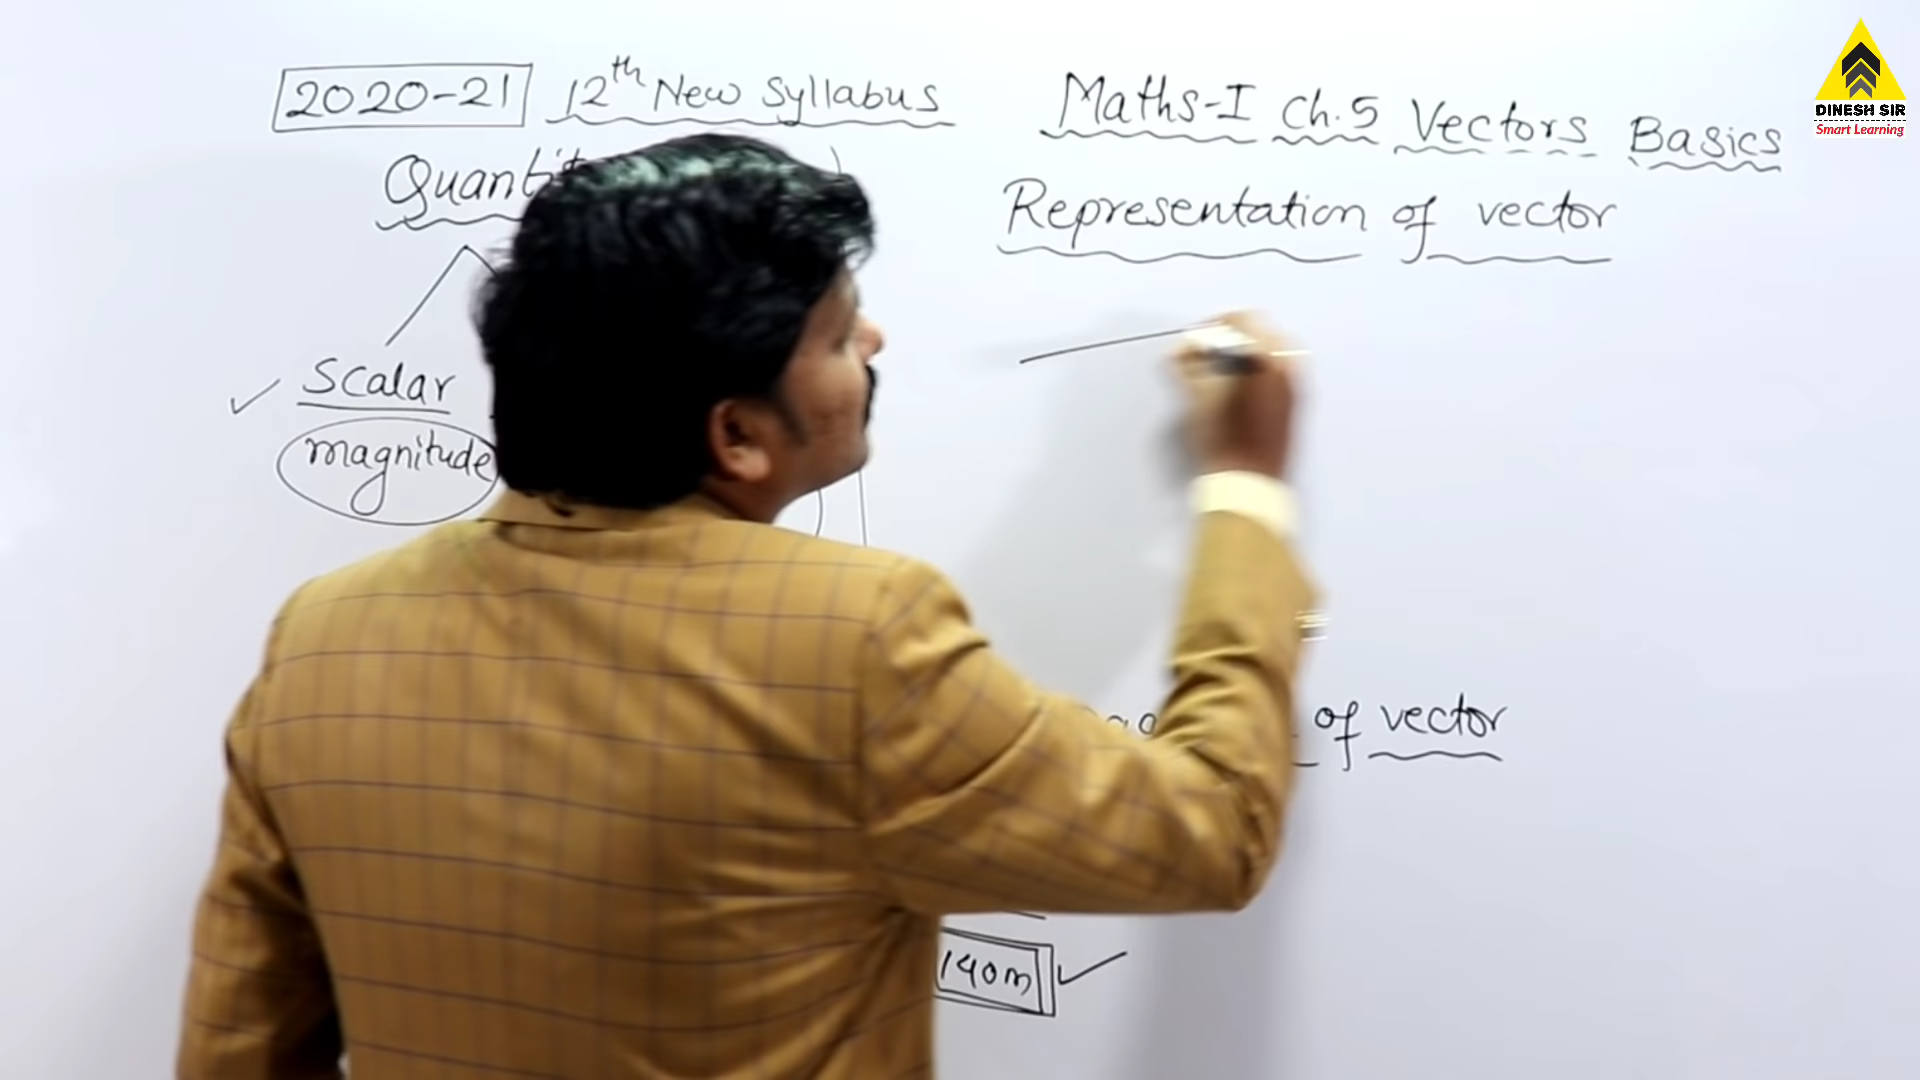 2020-21 12th New Syllabus
Maths-I Ch.5 Vectors Basics
DINESH SIR
Smart Learning
Representation of vector
Scalar
magnitude
of vector
140m